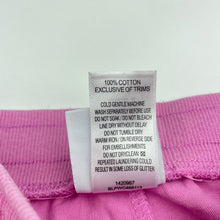 100% COTTON
EXCLUSIVE OF TRIMS
COLD GENTLE MACHINE
WASH SEPARATELY BEFORE USE
DO NOT SOAK / DO NOT BLEACH
LINE DRY WITHOUT DELAY
DO NOT TUMBLE DRY
WARM IRON / ON REVERSE SIDE
FOR EMBELLISHMENTS
DO NOT DRYCLEAN
REPEATED LAUNDERING COULD
RESULT IN SOME LOSS OF GLITTER
1420967